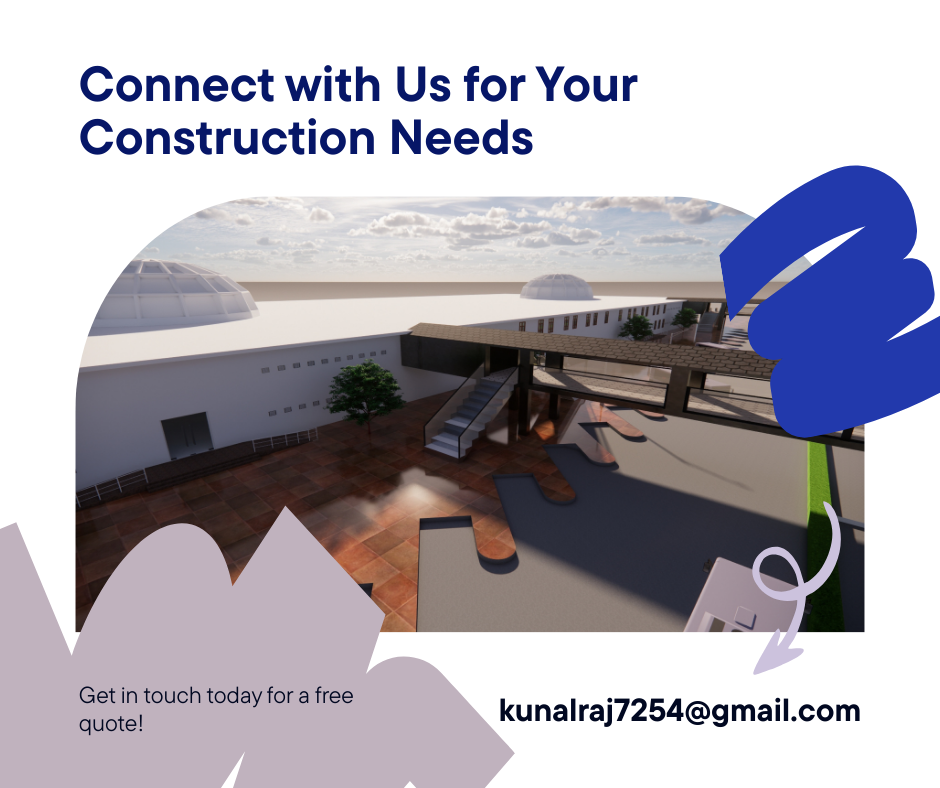 Connect with Us for Your
Construction Needs
Get in touch today for a free
quote!
kunalraj7254@gmail.com